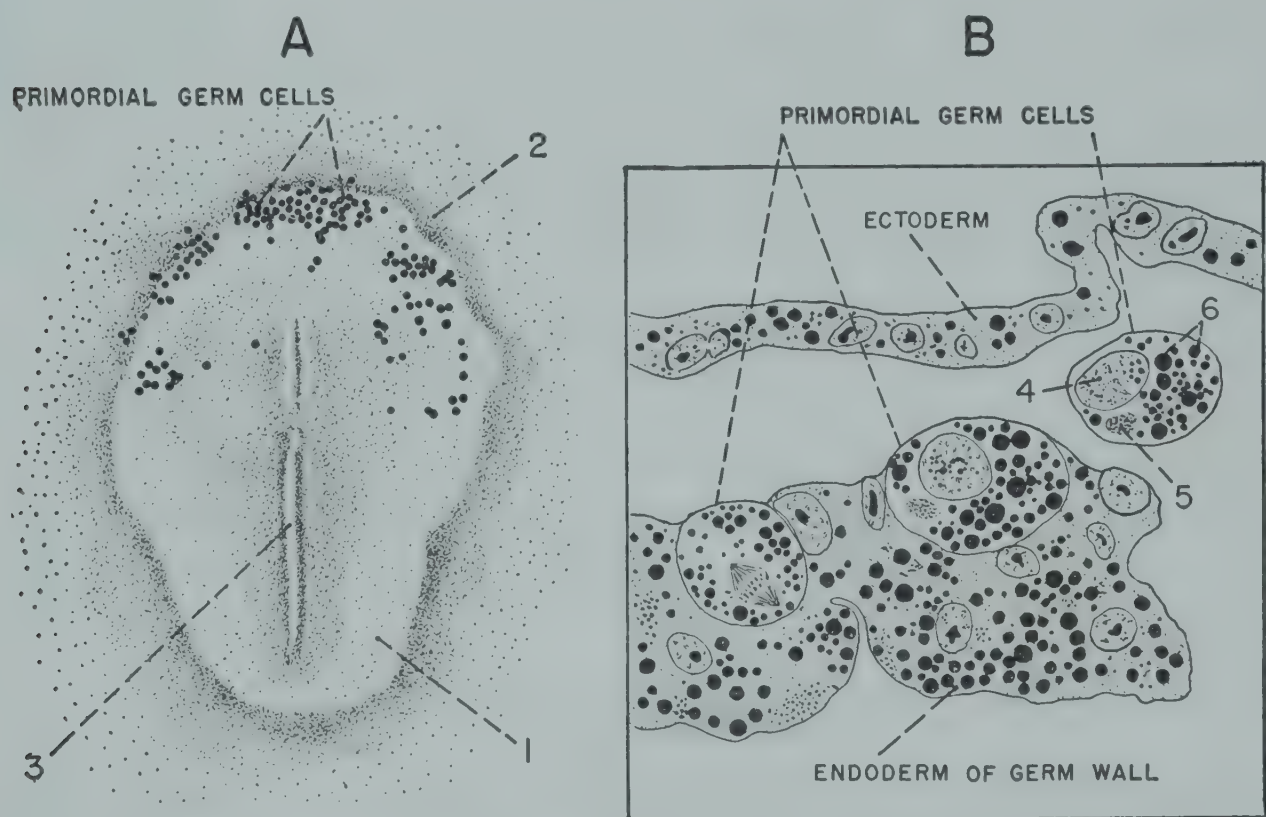 A
PRIMORDIAL GERM CELLS
2
3
1
B
PRIMORDIAL GERM CELLS
ECTODERM
6
4
5
ENDODERM OF GERM WALL